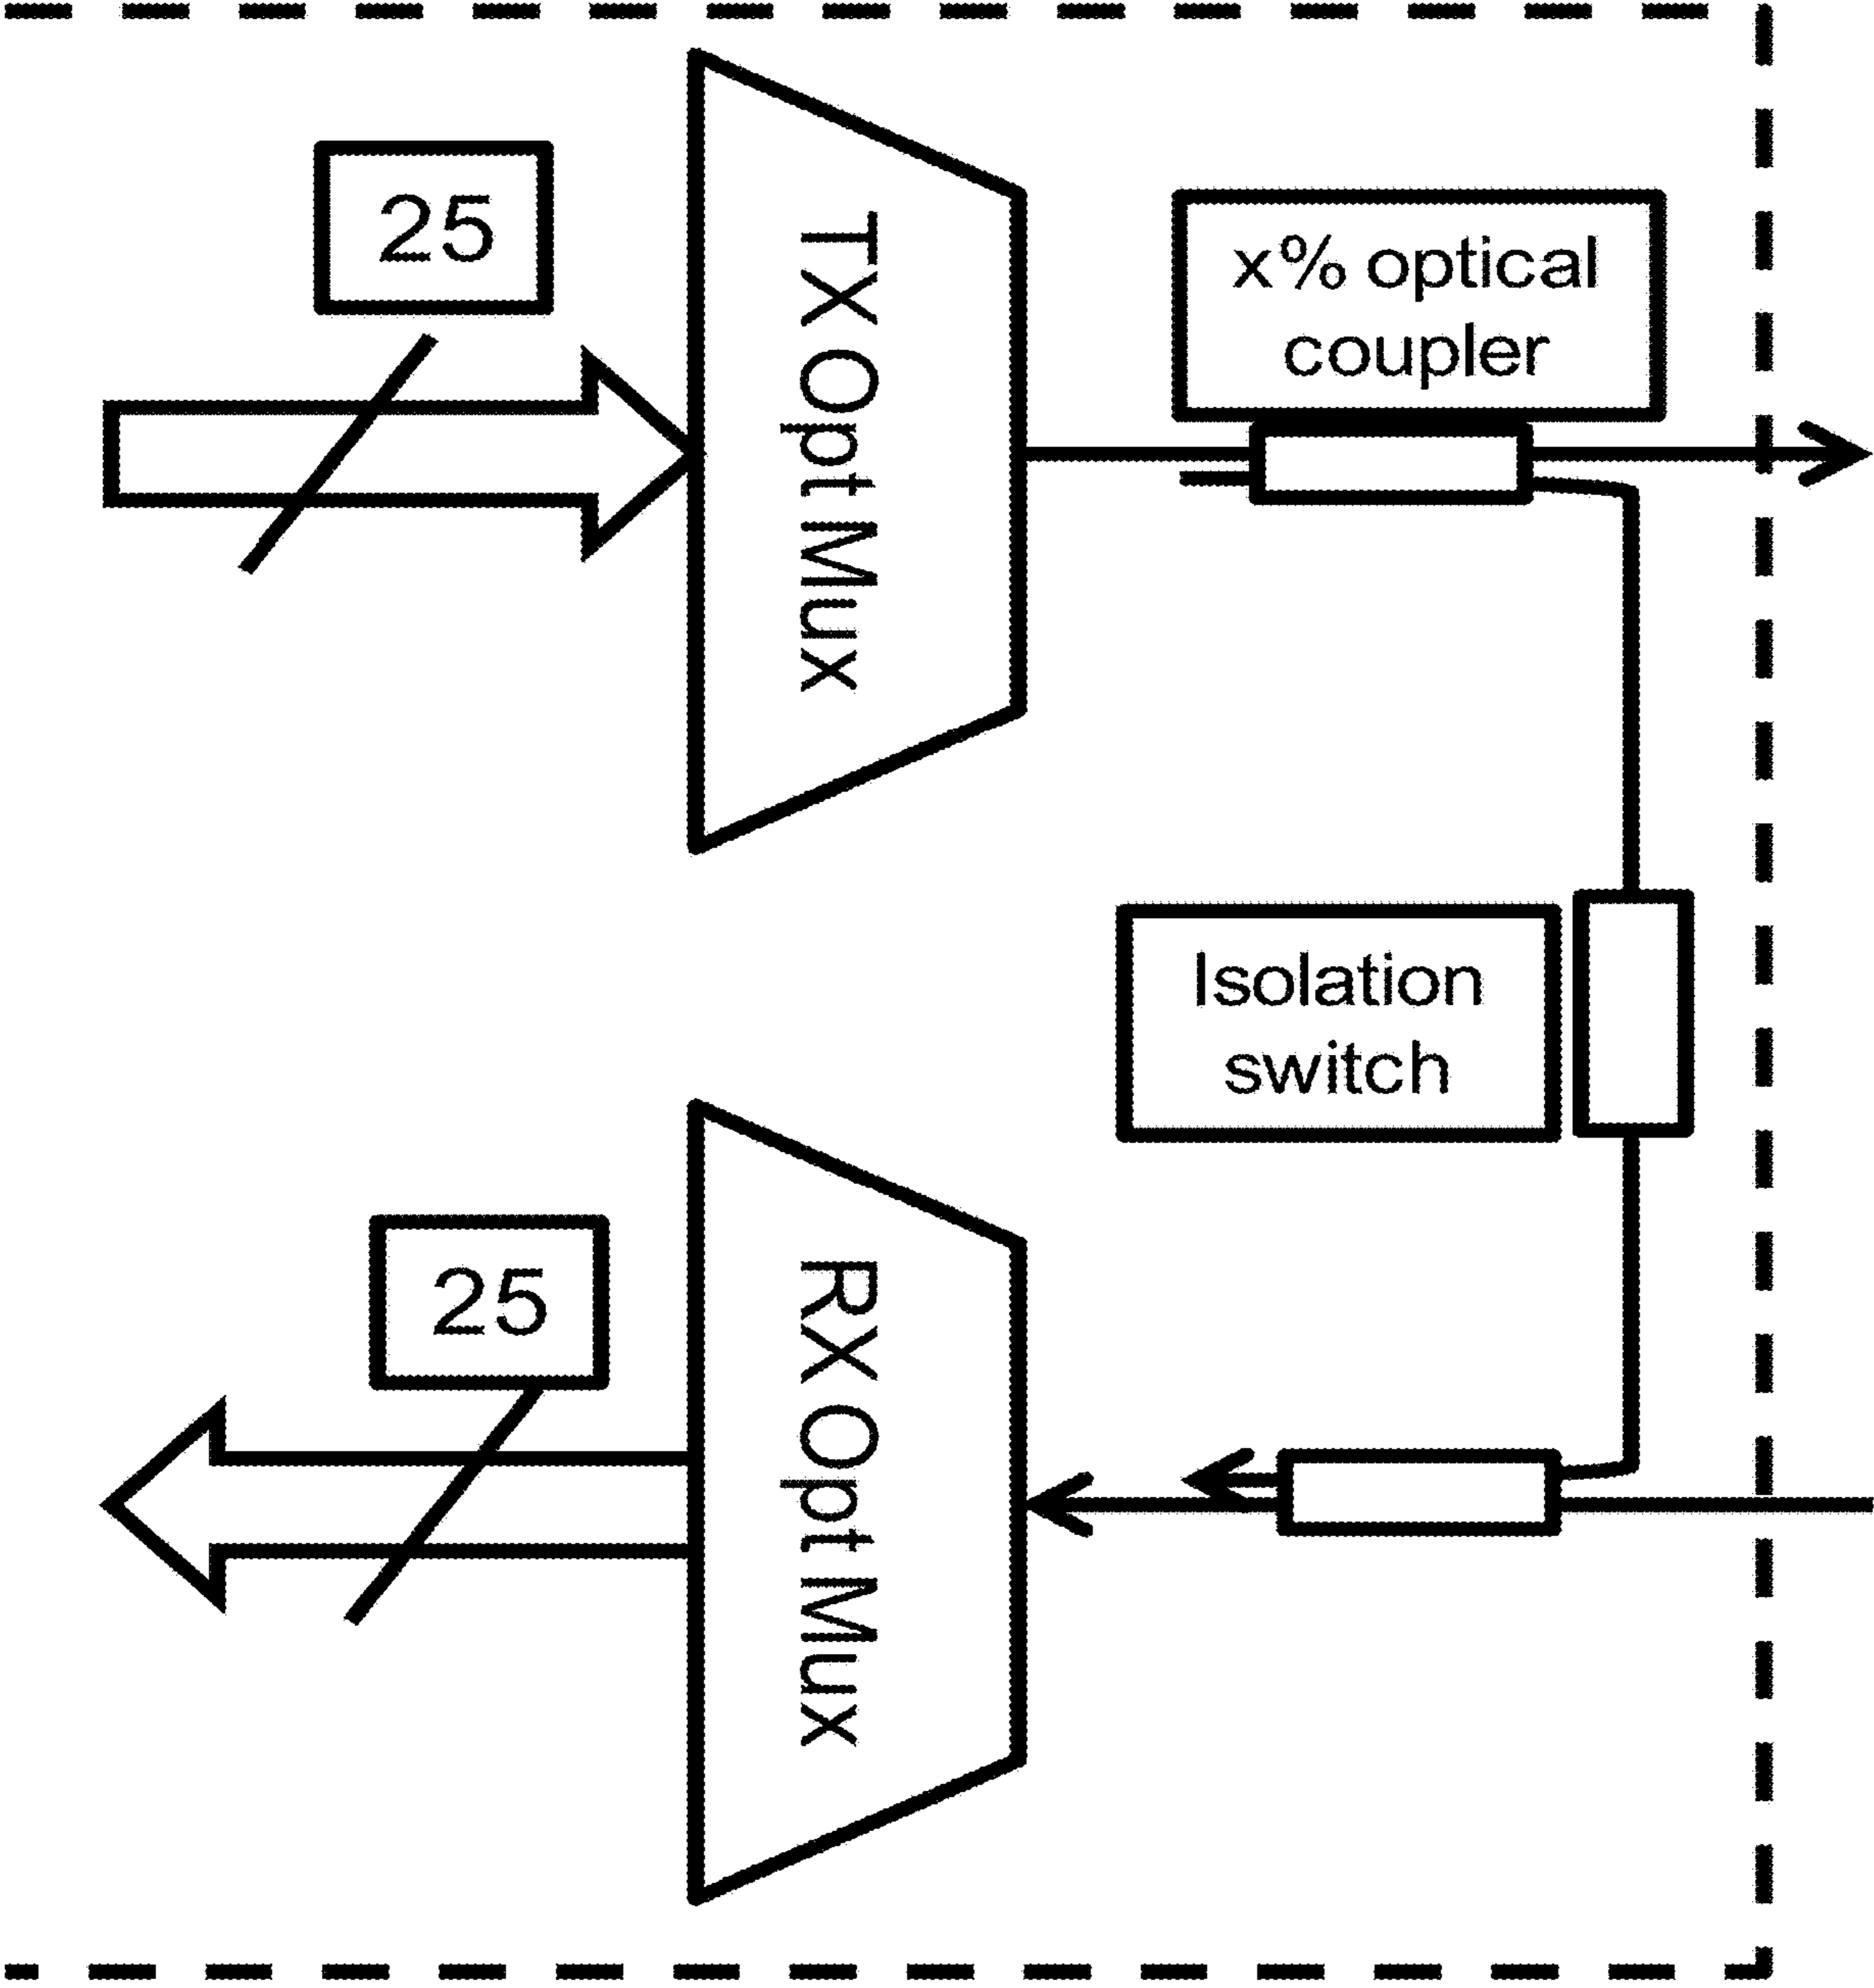 25
TX Opt Mux
x% optical
coupler
Isolation
switch
25
RX Opt Mux